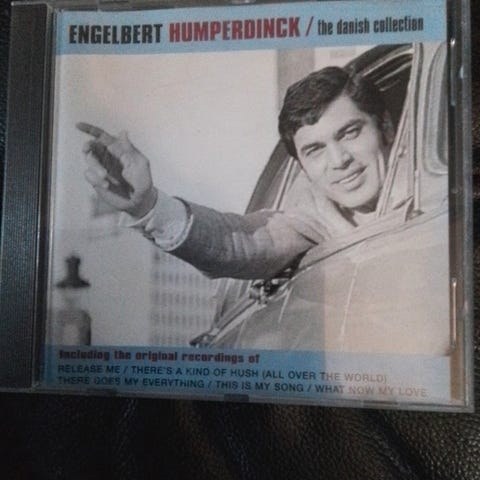 ENGELBERT HUMPERDINCK / the danish collection
Including the original recordings of
RELEASE ME / THERE'S A KIND OF HUSH (ALL OVER THE WORLD)
THERE GOES MY EVERYTHING / THIS IS MY SONG / WHAT NOW MY LOVE